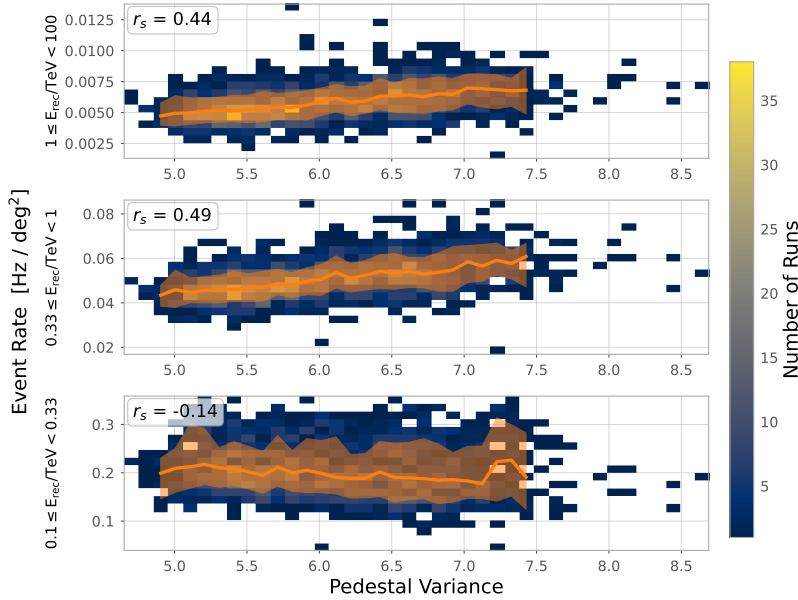 r_s = 0.44
0.0125
0.0100
0.0075
0.0050
0.0025
1 ≤ E_rec/TeV < 100
5.0 5.5 6.0 6.5 7.0 7.5 8.0 8.5
r_s = 0.49
0.08
0.06
0.04
0.02
0.33 ≤ E_rec/TeV < 1
5.0 5.5 6.0 6.5 7.0 7.5 8.0 8.5
r_s = -0.14
0.3
0.2
0.1
0.1 ≤ E_rec/TeV < 0.33
5.0 5.5 6.0 6.5 7.0 7.5 8.0 8.5
Pedestal Variance
Event Rate [Hz / deg²]
35
30
25
20
15
10
5
Number of Runs